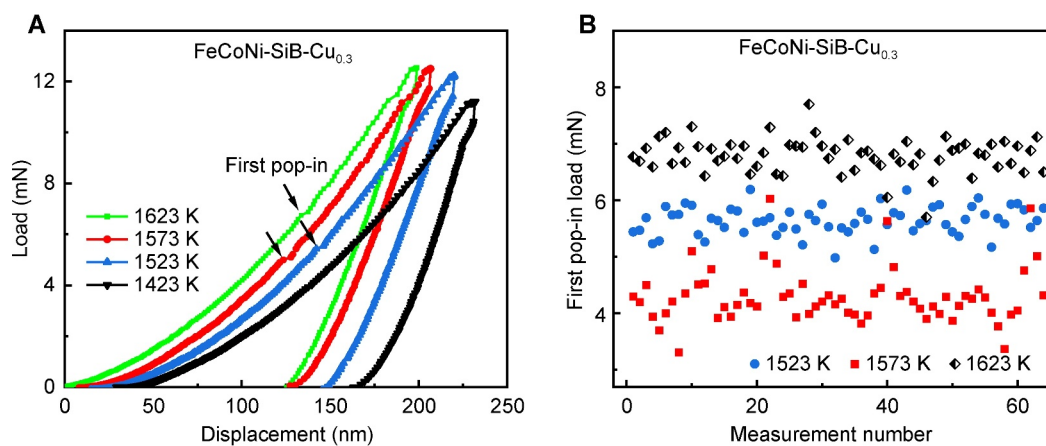 A
FeCoNi-SiB-Cu0.3
12
8
4
0
Load (mN)
First pop-in
1623 K
1573 K
1523 K
1423 K
0 50 100 150 200 250
Displacement (nm)
B
FeCoNi-SiB-Cu0.3
8
6
4
First pop-in load (mN)
1523 K 1573 K 1623 K
0 20 40 60
Measurement number